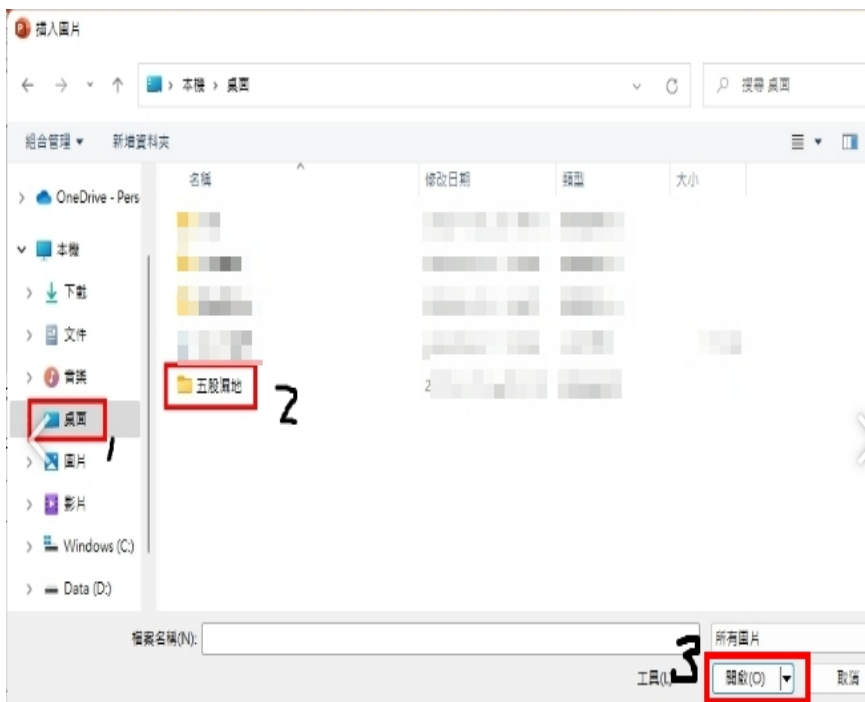 插入圖片
本機 › 桌面
搜尋 桌面
組合管理 新增資料夾
名稱 修改日期 類型 大小
OneDrive - Pers
本機
下載
文件
音樂
桌面
圖片
影片
Windows (C:)
Data (D:)
五股濕地
1
2
檔案名稱(N):
所有圖片
3
工具(L)
開啟(O)
取消